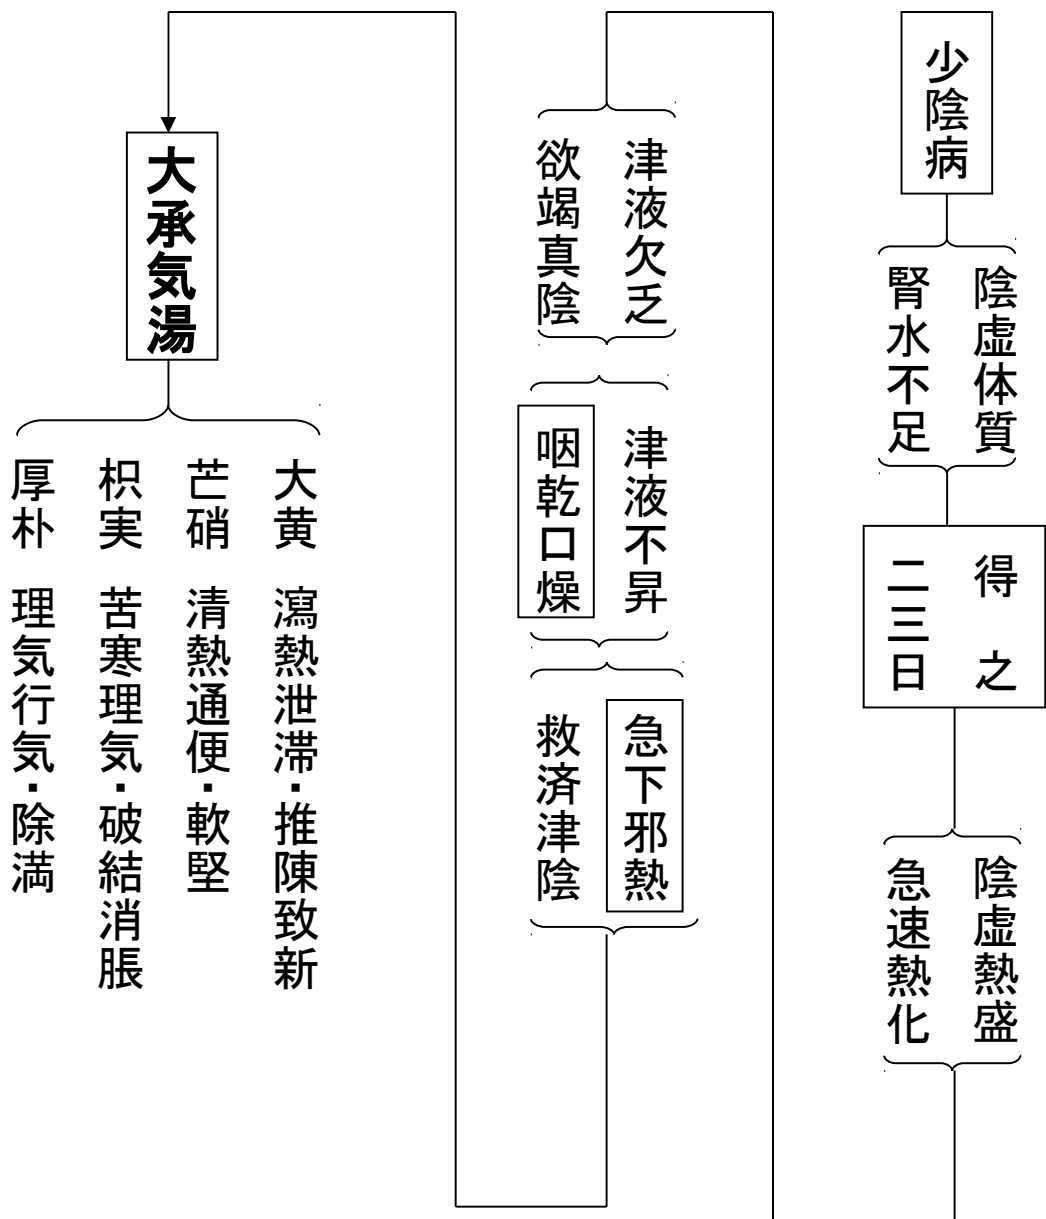 少陰病
陰虚体質
腎水不足
得之
二三日
陰虚熱盛
急速熱化
津液欠乏
欲竭真陰
津液不昇
咽乾口燥
急下邪熱
救済津陰
大承気湯
大黄 瀉熱泄滞・推陳致新
芒硝 清熱通便・軟堅
枳実 苦寒理気・破結消脹
厚朴 理気行気・除満